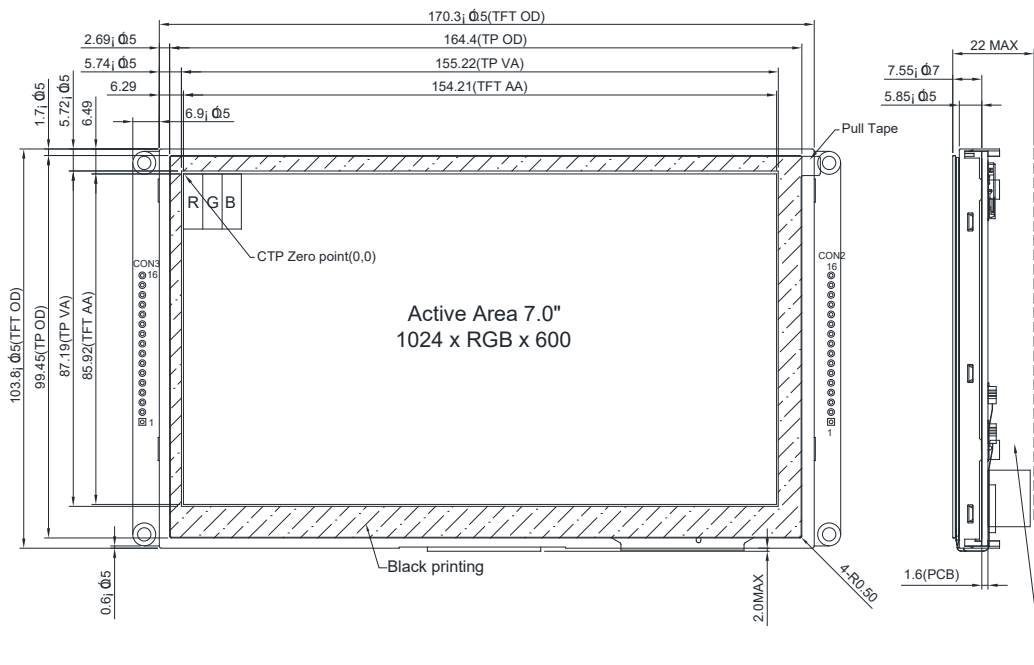 170.3¡Ó0.5(TFT OD)
2.69¡Ó0.5
164.4(TP OD)
22 MAX
5.74¡Ó0.5
155.22(TP VA)
7.55¡Ó0.7
6.29
154.21(TFT AA)
5.85¡Ó0.5
1.7¡Ó0.5
5.72¡Ó0.5
6.49
6.9¡Ó0.5
Pull Tape
R G B
CTP Zero point(0,0)
CON3
16
CON2
16
103.8¡Ó0.5(TFT OD)
99.45(TP OD)
87.19(TP VA)
85.92(TFT AA)
Active Area 7.0"
1024 x RGB x 600
1
1
Black printing
0.6¡Ó0.5
2.0MAX
4-R0.50
1.6(PCB)